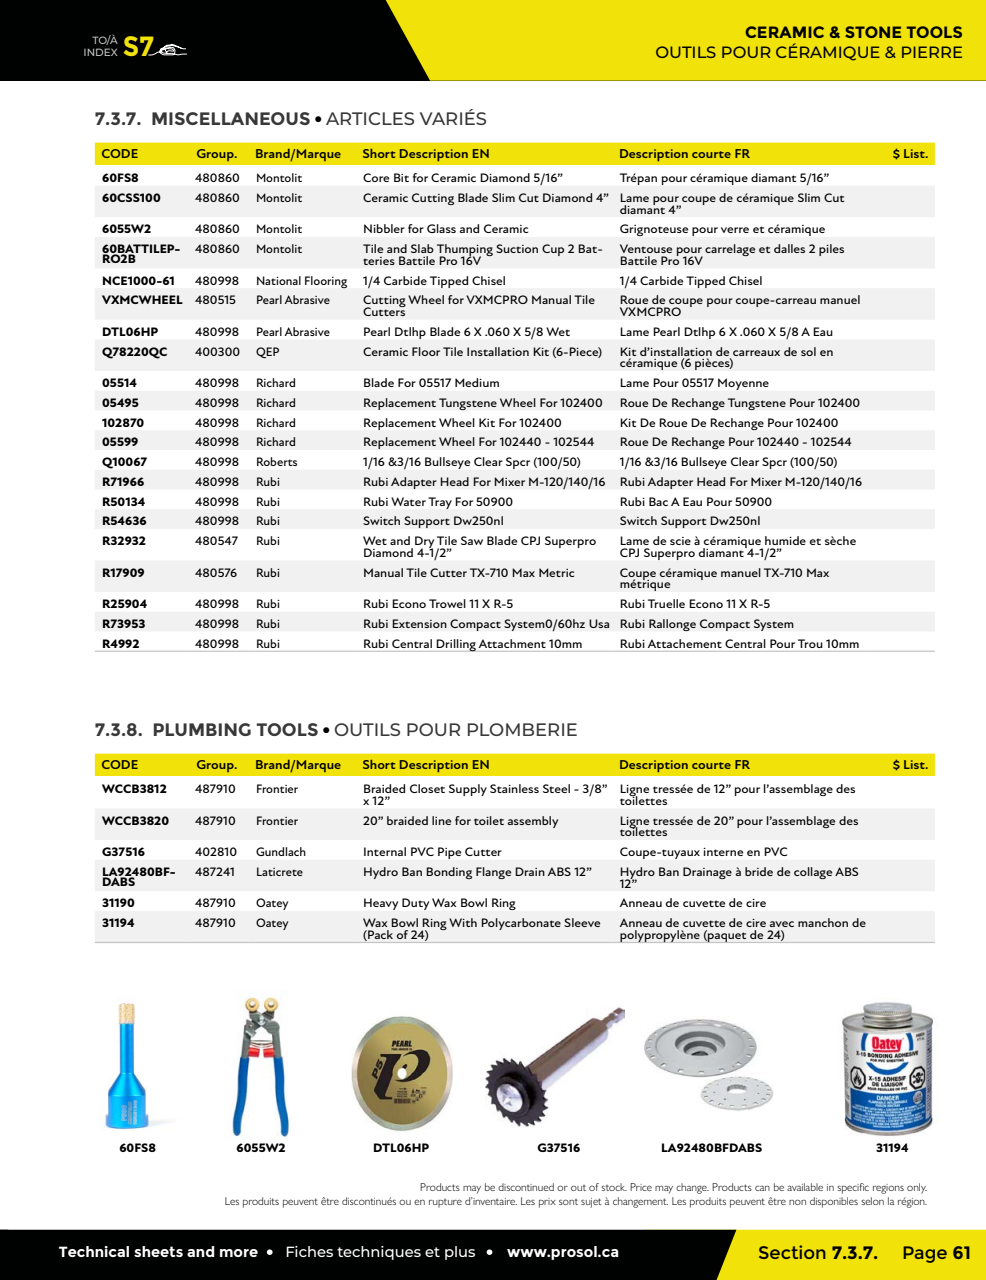 TO/À
INDEX S7
CERAMIC & STONE TOOLS
OUTILS POUR CÉRAMIQUE & PIERRE
7.3.7. MISCELLANEOUS • ARTICLES VARIÉS
CODE Group. Brand/Marque Short Description EN Description courte FR $ List.
60FS8 480860 Montolit Core Bit for Ceramic Diamond 5/16” Trépan pour céramique diamant 5/16”
60CSS100 480860 Montolit Ceramic Cutting Blade Slim Cut Diamond 4” Lame pour coupe de céramique Slim Cut
diamant 4”
6055W2 480860 Montolit Nibbler for Glass and Ceramic Grignoteuse pour verre et céramique
60BATTILEP- 480860 Montolit Tile and Slab Thumping Suction Cup 2 Bat- Ventouse pour carrelage et dalles 2 piles
RO2B teries Battile Pro 16V Battile Pro 16V
NCE1000-61 480998 National Flooring 1/4 Carbide Tipped Chisel 1/4 Carbide Tipped Chisel
VXMCWHEEL 480515 Pearl Abrasive Cutting Wheel for VXMCPRO Manual Tile Roue de coupe pour coupe-carreau manuel
Cutters VXMCPRO
DTL06HP 480998 Pearl Abrasive Pearl Dtlhp Blade 6 X .060 X 5/8 Wet Lame Pearl Dtlhp 6 X .060 X 5/8 A Eau
Q78220QC 400300 QEP Ceramic Floor Tile Installation Kit (6-Piece) Kit d’installation de carreaux de sol en
céramique (6 pièces)
05514 480998 Richard Blade For 05517 Medium Lame Pour 05517 Moyenne
05495 480998 Richard Replacement Tungstene Wheel For 102400 Roue De Rechange Tungstene Pour 102400
102870 480998 Richard Replacement Wheel Kit For 102400 Kit De Roue De Rechange Pour 102400
05599 480998 Richard Replacement Wheel For 102440 - 102544 Roue De Rechange Pour 102440 - 102544
Q10067 480998 Roberts 1/16 &3/16 Bullseye Clear Spcr (100/50) 1/16 &3/16 Bullseye Clear Spcr (100/50)
R71966 480998 Rubi Rubi Adapter Head For Mixer M-120/140/16 Rubi Adapter Head For Mixer M-120/140/16
R50134 480998 Rubi Rubi Water Tray For 50900 Rubi Bac A Eau Pour 50900
R54636 480998 Rubi Switch Support Dw250nl Switch Support Dw250nl
R32932 480547 Rubi Wet and Dry Tile Saw Blade CPJ Superpro Lame de scie à céramique humide et sèche
Diamond 4-1/2” CPJ Superpro diamant 4-1/2”
R17909 480576 Rubi Manual Tile Cutter TX-710 Max Metric Coupe céramique manuel TX-710 Max
métrique
R25904 480998 Rubi Rubi Econo Trowel 11 X R-5 Rubi Truelle Econo 11 X R-5
R73953 480998 Rubi Rubi Extension Compact System0/60hz Usa Rubi Rallonge Compact System
R4992 480998 Rubi Rubi Central Drilling Attachment 10mm Rubi Attachement Central Pour Trou 10mm
7.3.8. PLUMBING TOOLS • OUTILS POUR PLOMBERIE
CODE Group. Brand/Marque Short Description EN Description courte FR $ List.
WCCB3812 487910 Frontier Braided Closet Supply Stainless Steel - 3/8” Ligne tressée de 12” pour l’assemblage des
x 12” toilettes
WCCB3820 487910 Frontier 20” braided line for toilet assembly Ligne tressée de 20” pour l’assemblage des
toilettes
G37516 402810 Gundlach Internal PVC Pipe Cutter Coupe-tuyaux interne en PVC
LA92480BF- 487241 Laticrete Hydro Ban Bonding Flange Drain ABS 12” Hydro Ban Drainage à bride de collage ABS
DABS 12”
31190 487910 Oatey Heavy Duty Wax Bowl Ring Anneau de cuvette de cire
31194 487910 Oatey Wax Bowl Ring With Polycarbonate Sleeve Anneau de cuvette de cire avec manchon de
(Pack of 24) polypropylène (paquet de 24)
PEARL
P5
Oatey
X-15 BONDING ADHESIVE
X-15 ADHESIF
DE LIAISON
DANGER
60FS8 6055W2 DTL06HP G37516 LA92480BFDABS 31194
Products may be discontinued or out of stock. Price may change. Products can be available in specific regions only.
Les produits peuvent être discontinués ou en rupture d’inventaire. Les prix sont sujet à changement. Les produits peuvent être non disponibles selon la région.
Technical sheets and more • Fiches techniques et plus • www.prosol.ca
Section 7.3.7. Page 61